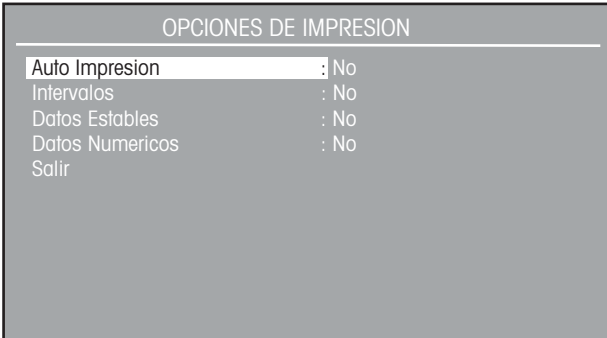 OPCIONES DE IMPRESION
Auto Impresion : No
Intervalos : No
Datos Estables : No
Datos Numericos : No
Salir